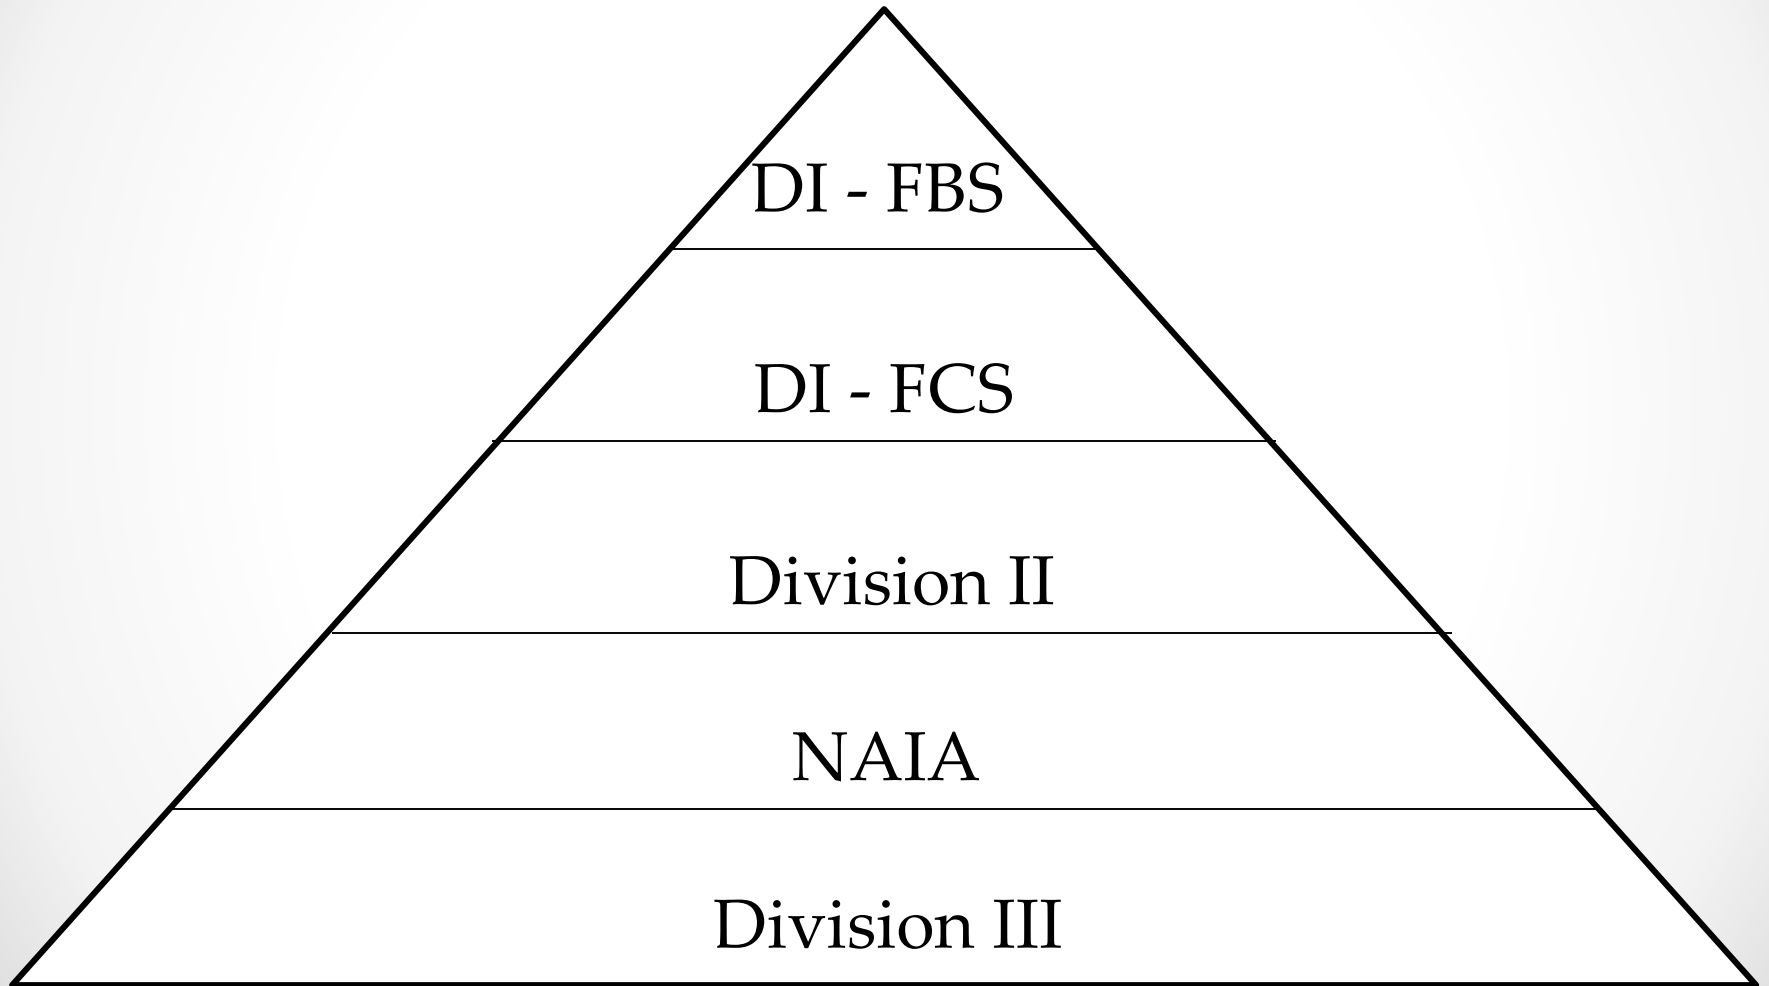 DI - FBS
DI - FCS
Division II
NAIA
Division III